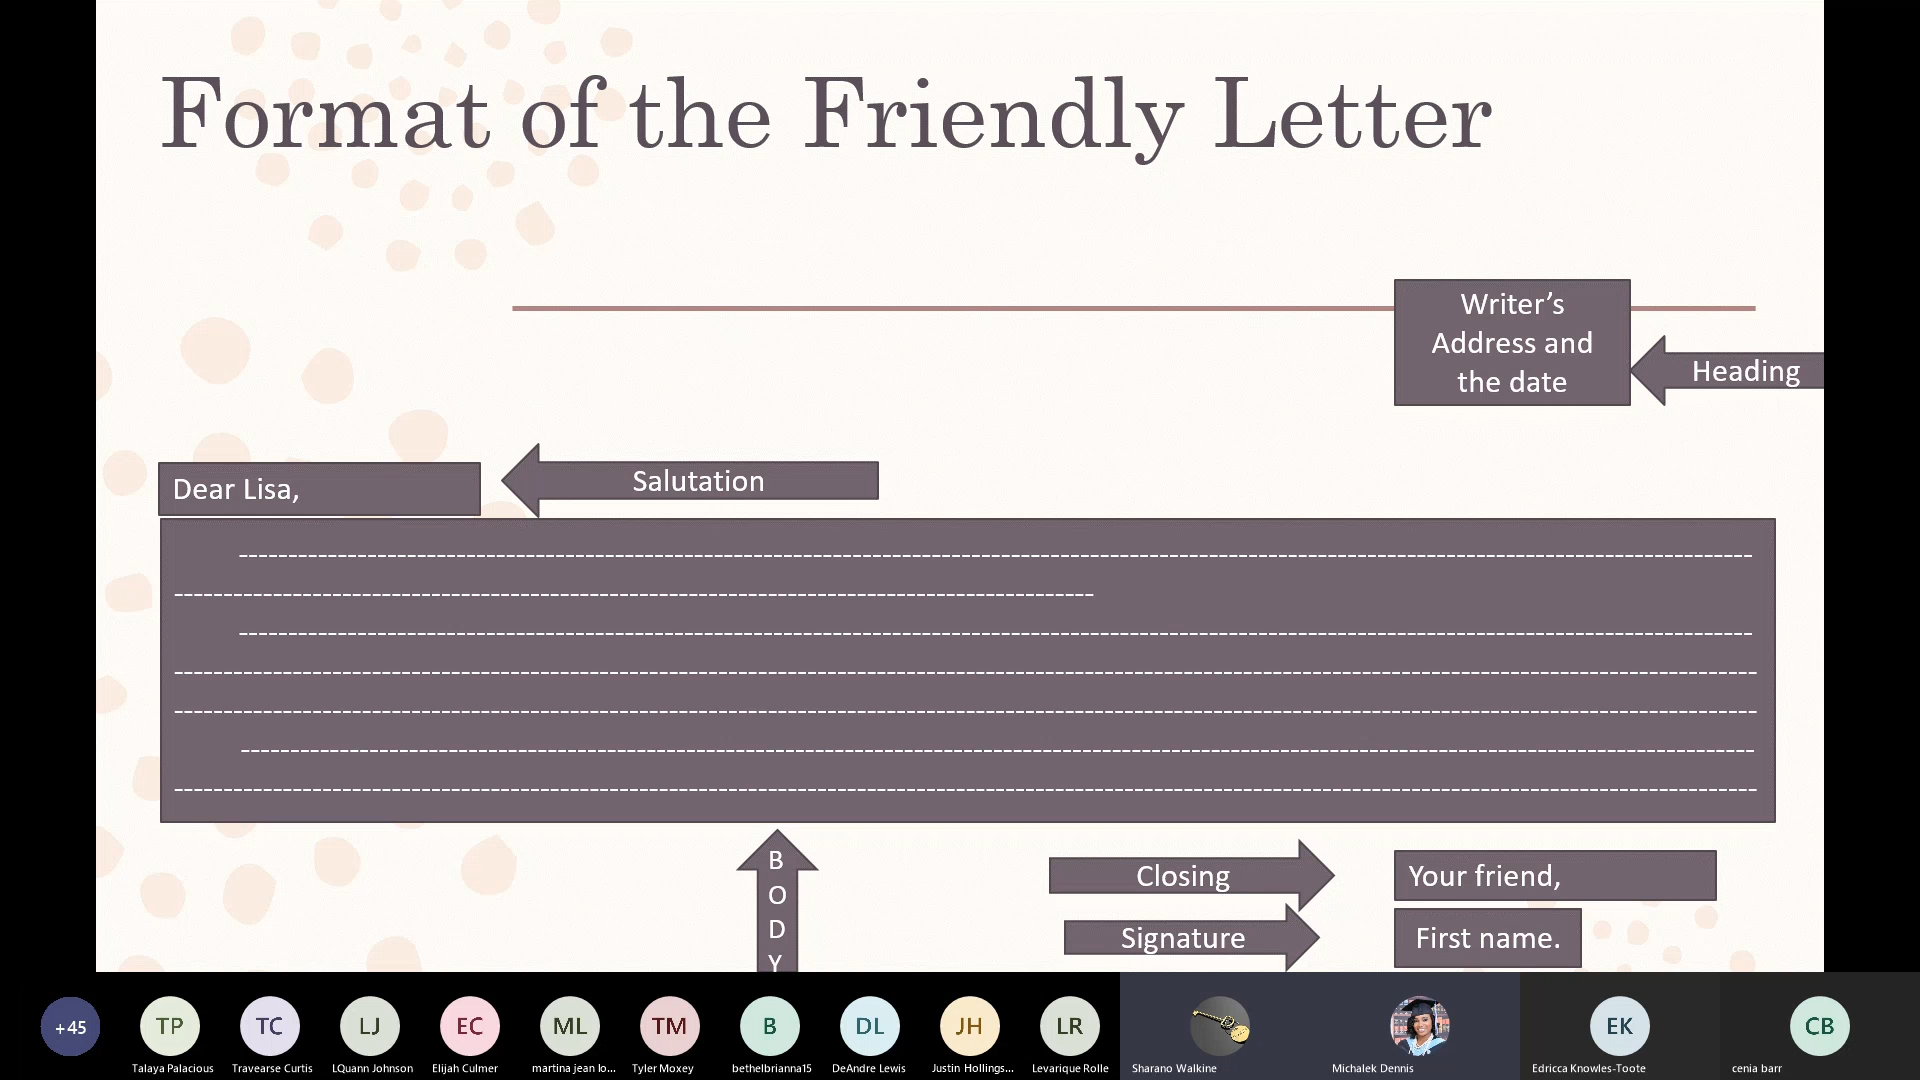 Format of the Friendly Letter
Writer’s
Address and
the date
Heading
Dear Lisa,
Salutation
B
O
D
Y
Closing
Your friend,
Signature
First name.
+45
TP
TC
LJ
EC
ML
TM
B
DL
JH
LR
EK
CB
Talaya Palacious
Travearse Curtis
LQuann Johnson
Elijah Culmer
martina jean lo...
Tyler Moxey
bethelbrianna15
DeAndre Lewis
Justin Hollings...
Levarique Rolle
Sharano Walkine
Michalek Dennis
Edricca Knowles-Toote
cenia barr